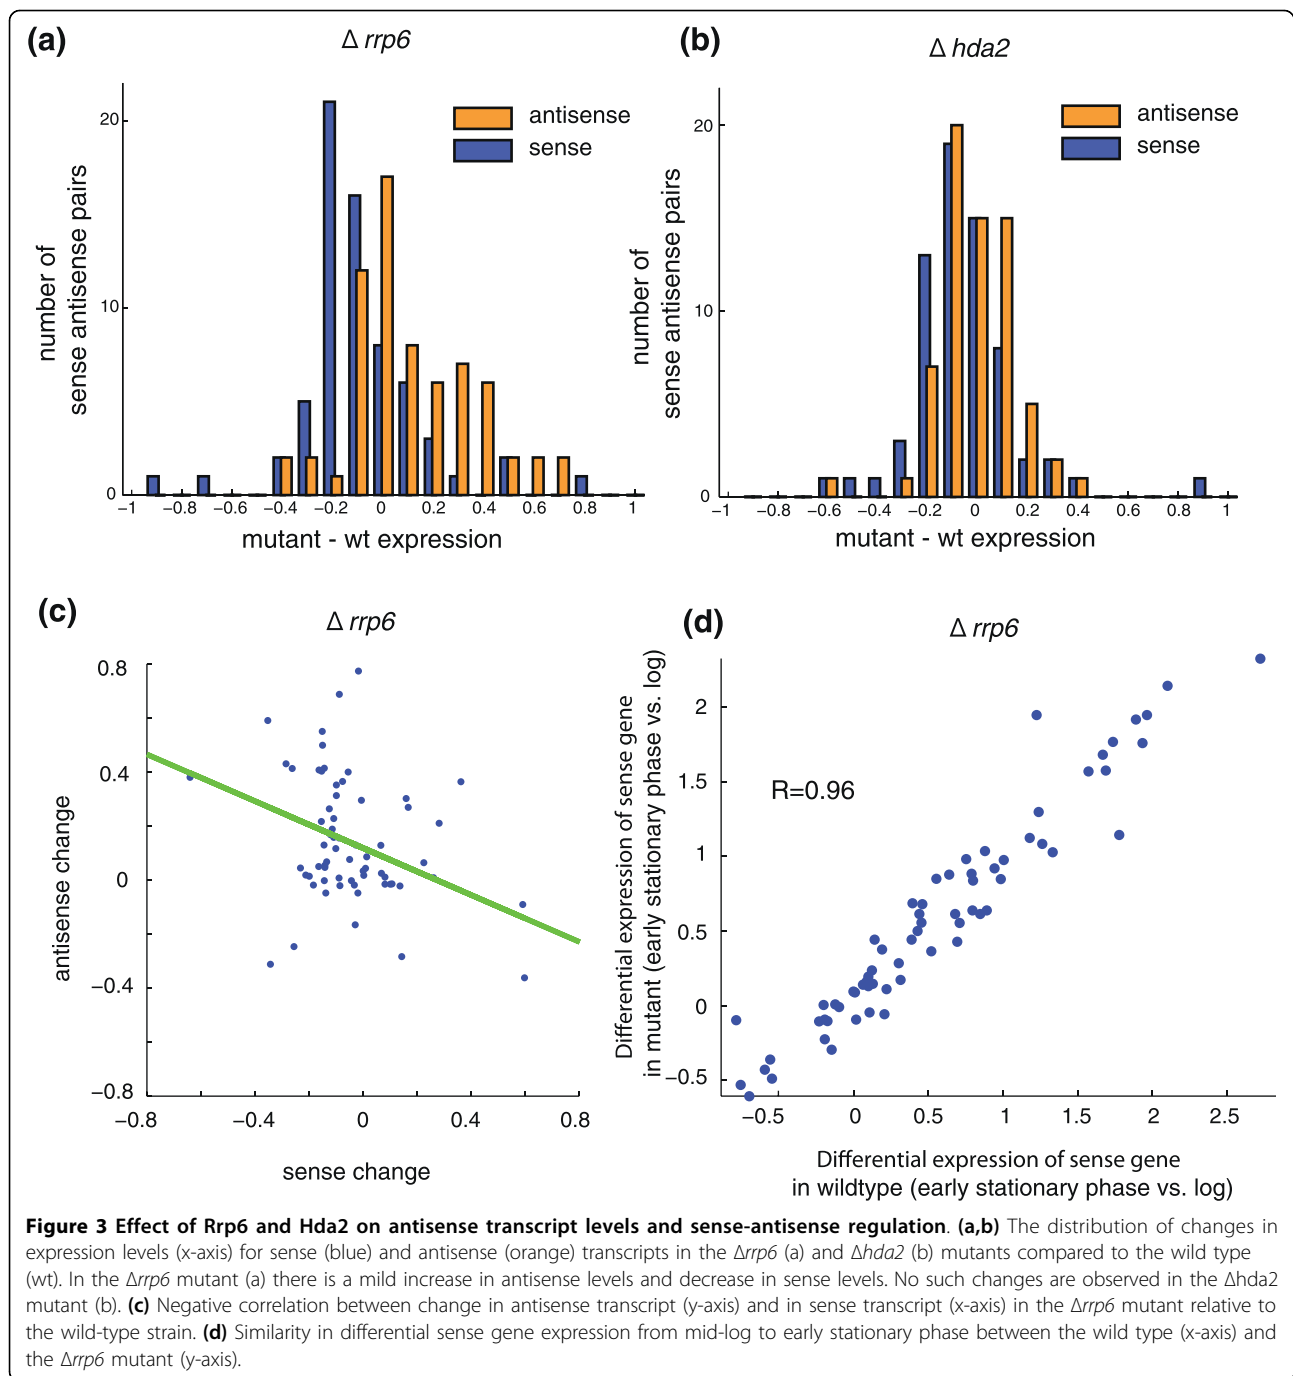 (a)
Δ rrp6
antisense
sense
20
10
0
number of
sense antisense pairs
−1 −0.8 −0.6 −0.4 −0.2 0 0.2 0.4 0.6 0.8 1
mutant - wt expression
(b)
Δ hda2
antisense
sense
20
10
0
number of
sense antisense pairs
−1 −0.8 −0.6 −0.4 −0.2 0 0.2 0.4 0.6 0.8 1
mutant - wt expression
(c)
Δ rrp6
0.8
0.4
0
−0.4
−0.8
antisense change
−0.8 −0.4 0 0.4 0.8
sense change
(d)
Δ rrp6
R=0.96
2
1.5
1
0.5
0
−0.5
Differential expression of sense gene
in mutant (early stationary phase vs. log)
−0.5 0 0.5 1 1.5 2 2.5
Differential expression of sense gene
in wildtype (early stationary phase vs. log)
Figure 3 Effect of Rrp6 and Hda2 on antisense transcript levels and sense-antisense regulation. (a,b) The distribution of changes in
expression levels (x-axis) for sense (blue) and antisense (orange) transcripts in the Δrrp6 (a) and Δhda2 (b) mutants compared to the wild type
(wt). In the Δrrp6 mutant (a) there is a mild increase in antisense levels and decrease in sense levels. No such changes are observed in the Δhda2
mutant (b). (c) Negative correlation between change in antisense transcript (y-axis) and in sense transcript (x-axis) in the Δrrp6 mutant relative to
the wild-type strain. (d) Similarity in differential sense gene expression from mid-log to early stationary phase between the wild type (x-axis) and
the Δrrp6 mutant (y-axis).